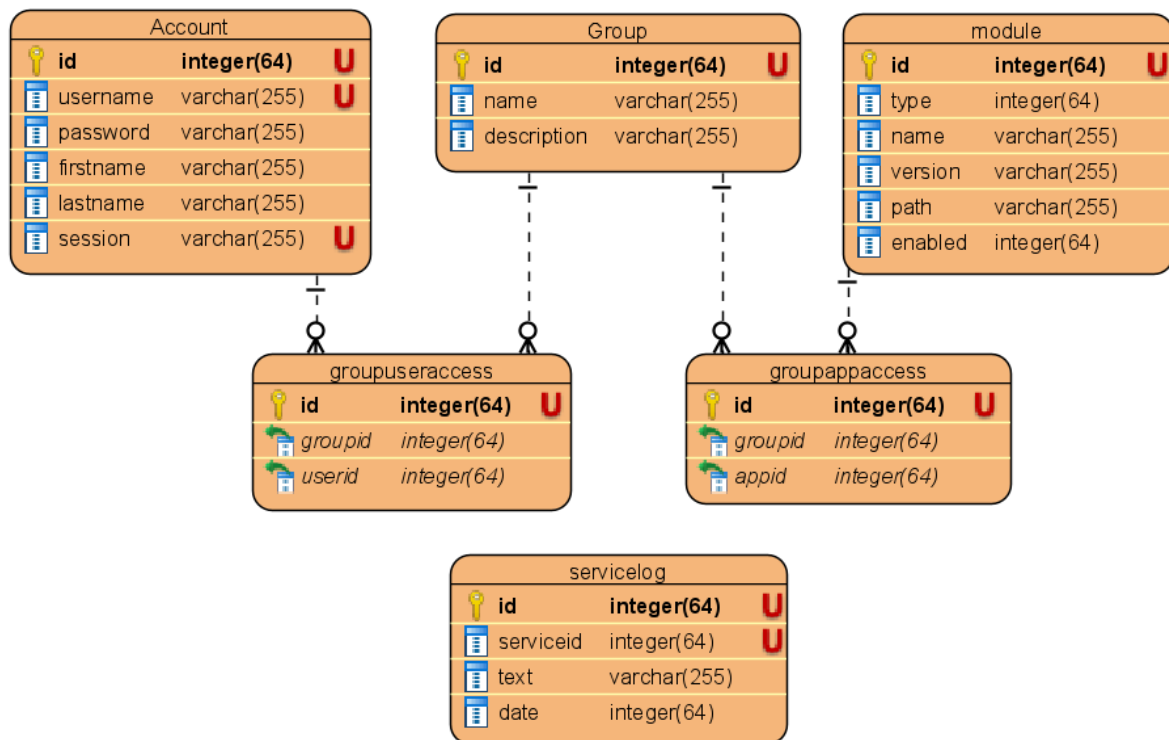 Account
id integer(64) U
username varchar(255) U
password varchar(255)
firstname varchar(255)
lastname varchar(255)
session varchar(255) U
Group
id integer(64) U
name varchar(255)
description varchar(255)
module
id integer(64) U
type integer(64)
name varchar(255)
version varchar(255)
path varchar(255)
enabled integer(64)
groupuseraccess
id integer(64) U
groupid integer(64)
userid integer(64)
groupappaccess
id integer(64) U
groupid integer(64)
appid integer(64)
servicelog
id integer(64) U
serviceid integer(64) U
text varchar(255)
date integer(64)